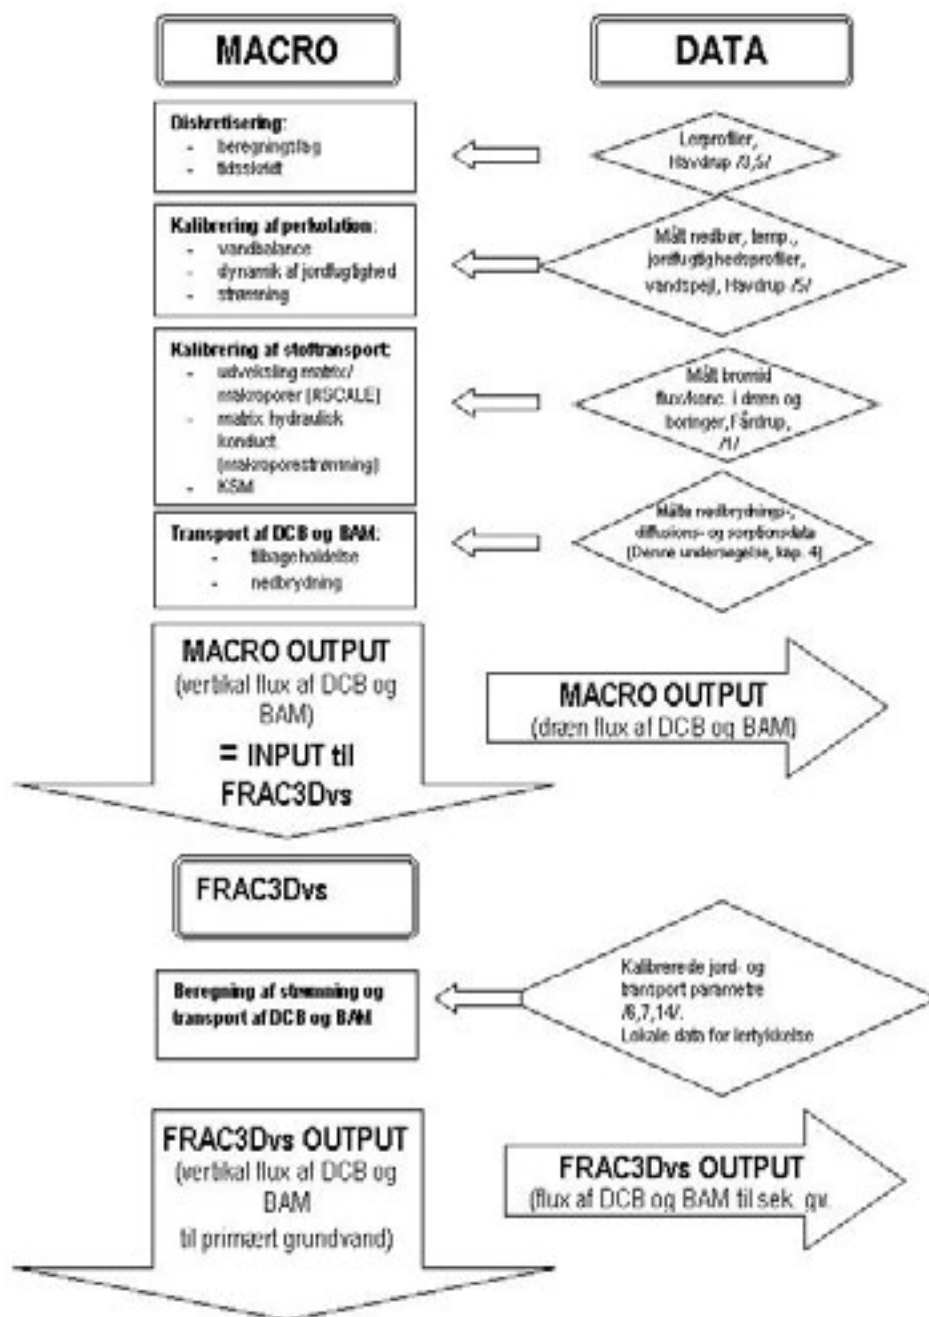 MACRO
DATA
Diskretisering:
- beregningslag
- tidsskridt
Lerprofiler,
Havdrup /3,5/
Kalibrering af perkolation:
- vandbalance
- dynamik af jordfugtighed
- strømning
Målt nedbør, temp.,
jordfugtighedsprofiler,
vandspejl, Havdrup /5/
Kalibrering af stoftransport:
- udveksling matrix/
makroporer (ASCALE)
- matrix hydraulisk
konduct.
(makroporestrømning)
- KSM
Målt bromid
flux/konc. i dræn og
boringer, Fårdrup,
/1/
Transport af DCB og BAM:
- tilbageholdelse
- nedbrydning
Målte nedbrydnings-,
diffusions- og sorptionsdata
(Denne undersøgelse, kap. 4)
MACRO OUTPUT
(vertikal flux af DCB og
BAM)
= INPUT til
FRAC3Dvs
MACRO OUTPUT
(dræn flux af DCB og BAM)
FRAC3Dvs
Beregning af strømning og
transport af DCB og BAM
Kalibrerede jord- og
transport parametre
/6,7,14/.
Lokale data for lertykkelse
FRAC3Dvs OUTPUT
(vertikal flux af DCB og
BAM
til primært grundvand)
FRAC3Dvs OUTPUT
(flux af DCB og BAM til sek. gv.